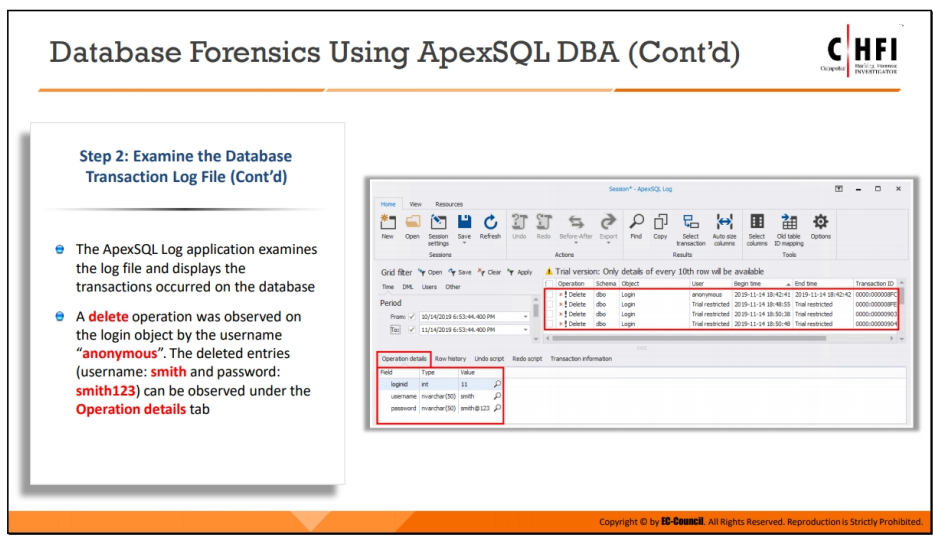 Database Forensics Using ApexSQL DBA (Cont'd)
C HFI
Computer Hacking Forensic
INVESTIGATOR
Step 2: Examine the Database
Transaction Log File (Cont'd)
The ApexSQL Log application examines
the log file and displays the
transactions occurred on the database
A delete operation was observed on
the login object by the username
"anonymous". The deleted entries
(username: smith and password:
smith123) can be observed under the
Operation details tab
Session* - ApexSQL Log
Home View Resources
New Open Session settings Save Refresh Undo Redo Before-After Export Find Copy Select transaction Auto size columns Select columns Old table ID mapping Options
Sessions Actions Results Tools
Grid filter Open Save Clear Apply
Trial version: Only details of every 10th row will be available
Time DML Users Other
Period
From: 10/14/2019 6:53:44.400 PM
To: 11/14/2019 6:53:44.400 PM
Operation Schema Object User Begin time End time Transaction ID
Delete dbo Login anonymous 2019-11-14 18:42:41 2019-11-14 18:42:42 0000:000008FC
Delete dbo Login Trial restricted 2019-11-14 18:48:55 Trial restricted 0000:000008FE
Delete dbo Login Trial restricted 2019-11-14 18:50:38 Trial restricted 0000:00000903
Delete dbo Login Trial restricted 2019-11-14 18:50:48 Trial restricted 0000:00000904
Operation details Row history Undo script Redo script Transaction information
Field Type Value
loginid int 11
username nvarchar(50) smith
password nvarchar(50) smith@123
Copyright © by EC-Council. All Rights Reserved. Reproduction is Strictly Prohibited.